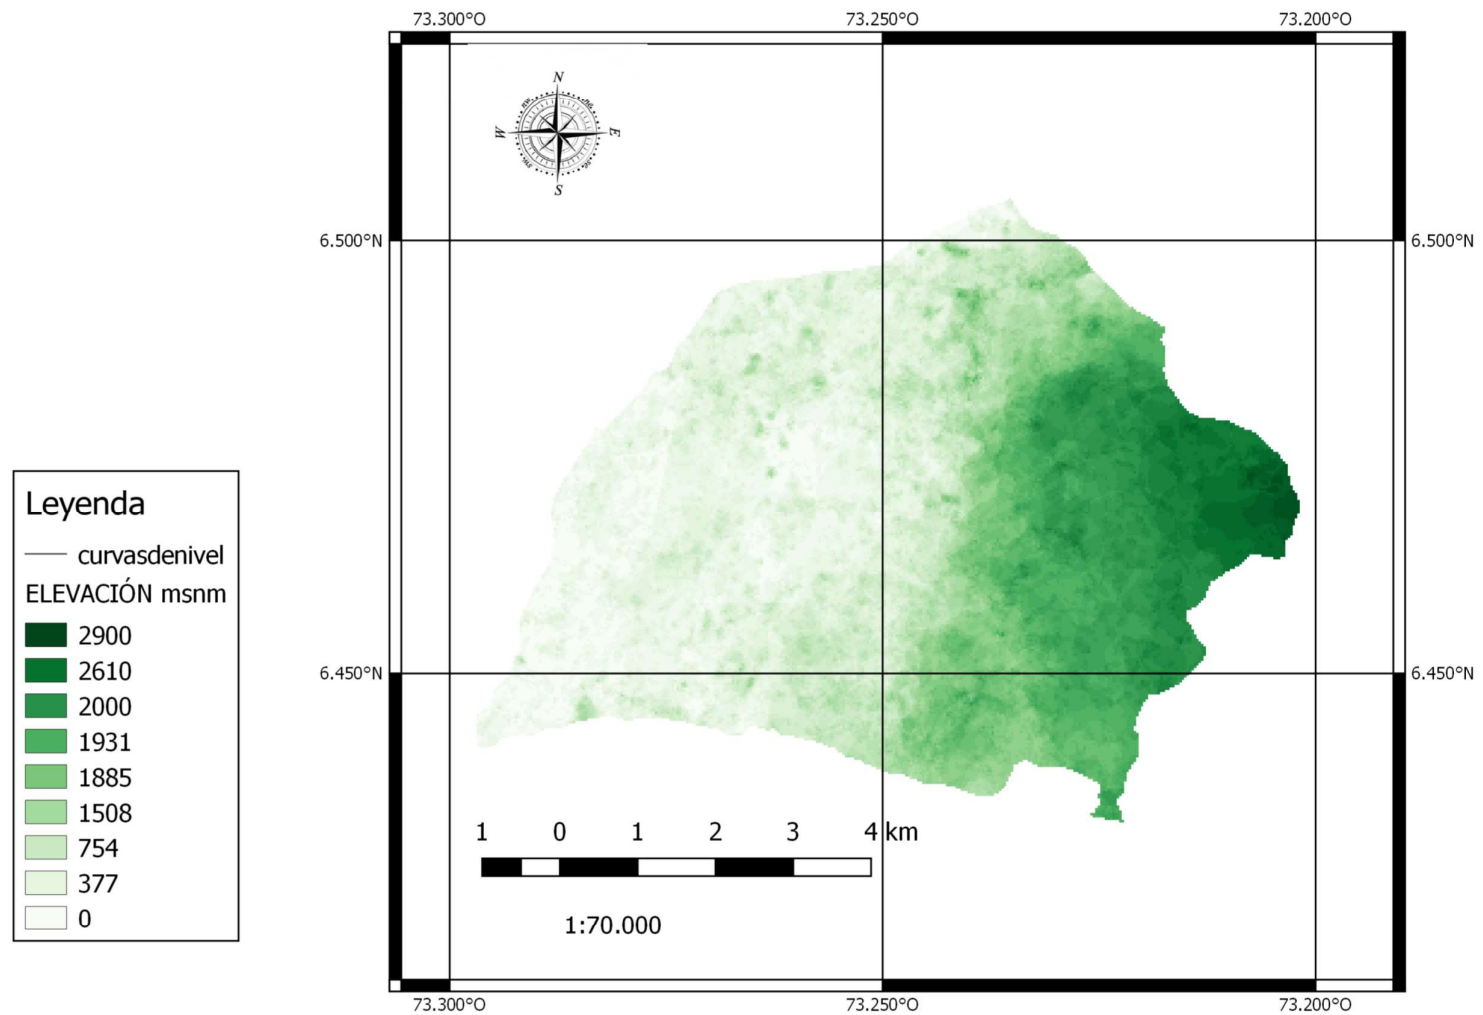 73.300°O 73.250°O 73.200°O
N
W E
S
6.500°N 6.500°N
6.450°N 6.450°N
Leyenda
curvasdenivel
ELEVACIÓN msnm
2900
2610
2000
1931
1885
1508
754
377
0
1 0 1 2 3 4 km
1:70.000
73.300°O 73.250°O 73.200°O